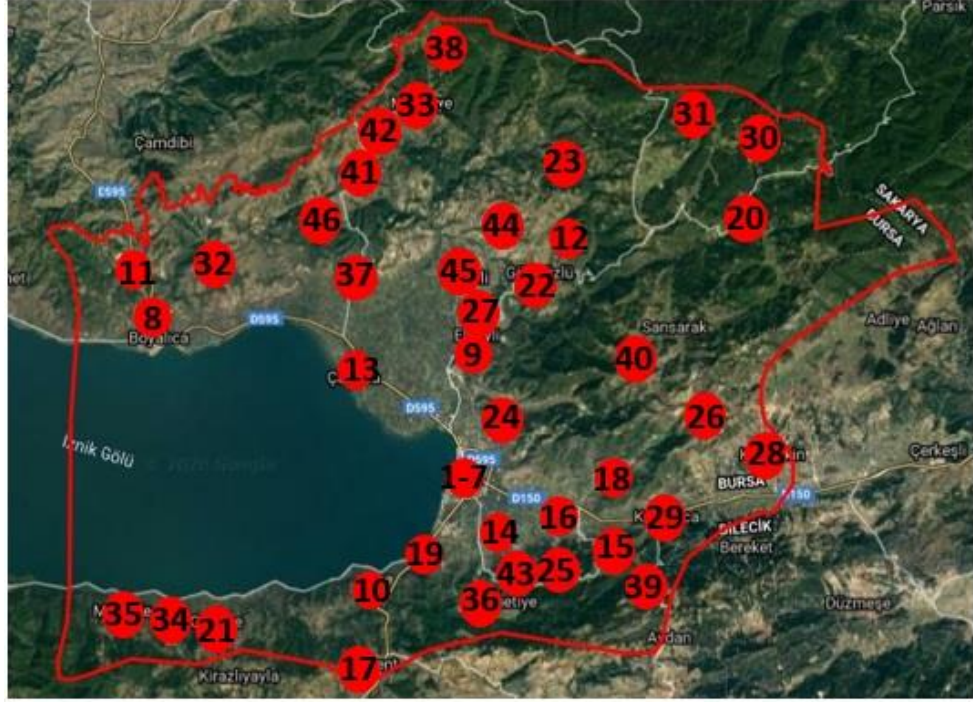 Parsık
38
33
42
31
30
Çamdibi
23
41
D595
46
44
20
SAKARYA
BURSA
12
11
32
37
45
22
8
D595
27
Sansarak
Adliye
Ağlan
Boyalıca
9
40
13
D595
24
26
İznik Gölü
28
Çerkeşli
D595
1-7
18
BURSA
D150
D150
16
29
14
BİLECİK
15
Bereket
19
43
25
10
39
36
Düzmeşe
35
34
21
Aydan
17
Kirazlıyayla